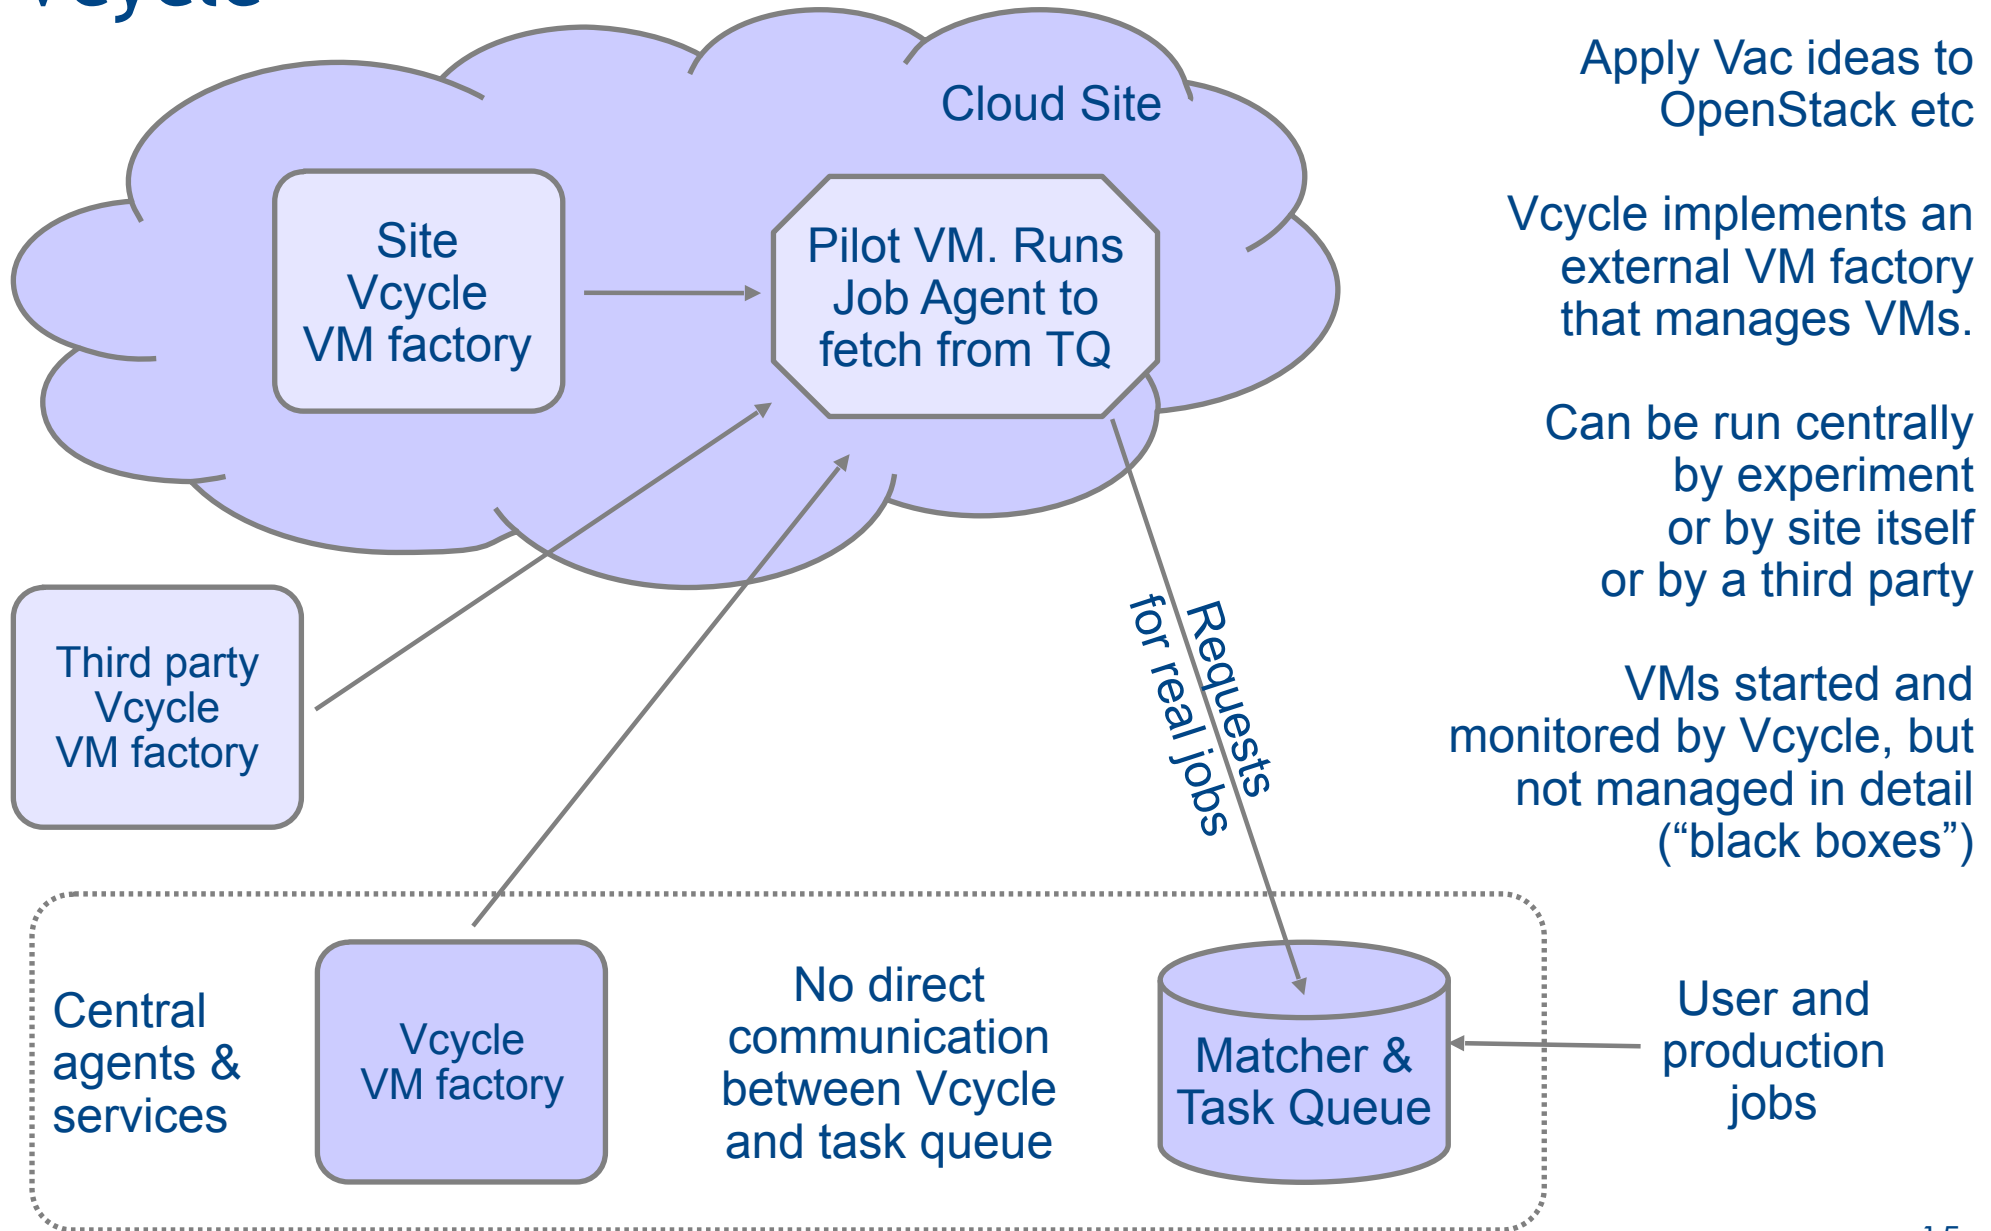 Vcycle
Cloud Site
Site
Vcycle
VM factory
Pilot VM. Runs
Job Agent to
fetch from TQ
Third party
Vcycle
VM factory
Requests
for real jobs
Central
agents &
services
Vcycle
VM factory
No direct
communication
between Vcycle
and task queue
Matcher &
Task Queue
User and
production
jobs
Apply Vac ideas to
OpenStack etc
Vcycle implements an
external VM factory
that manages VMs.
Can be run centrally
by experiment
or by site itself
or by a third party
VMs started and
monitored by Vcycle, but
not managed in detail
(“black boxes”)
15